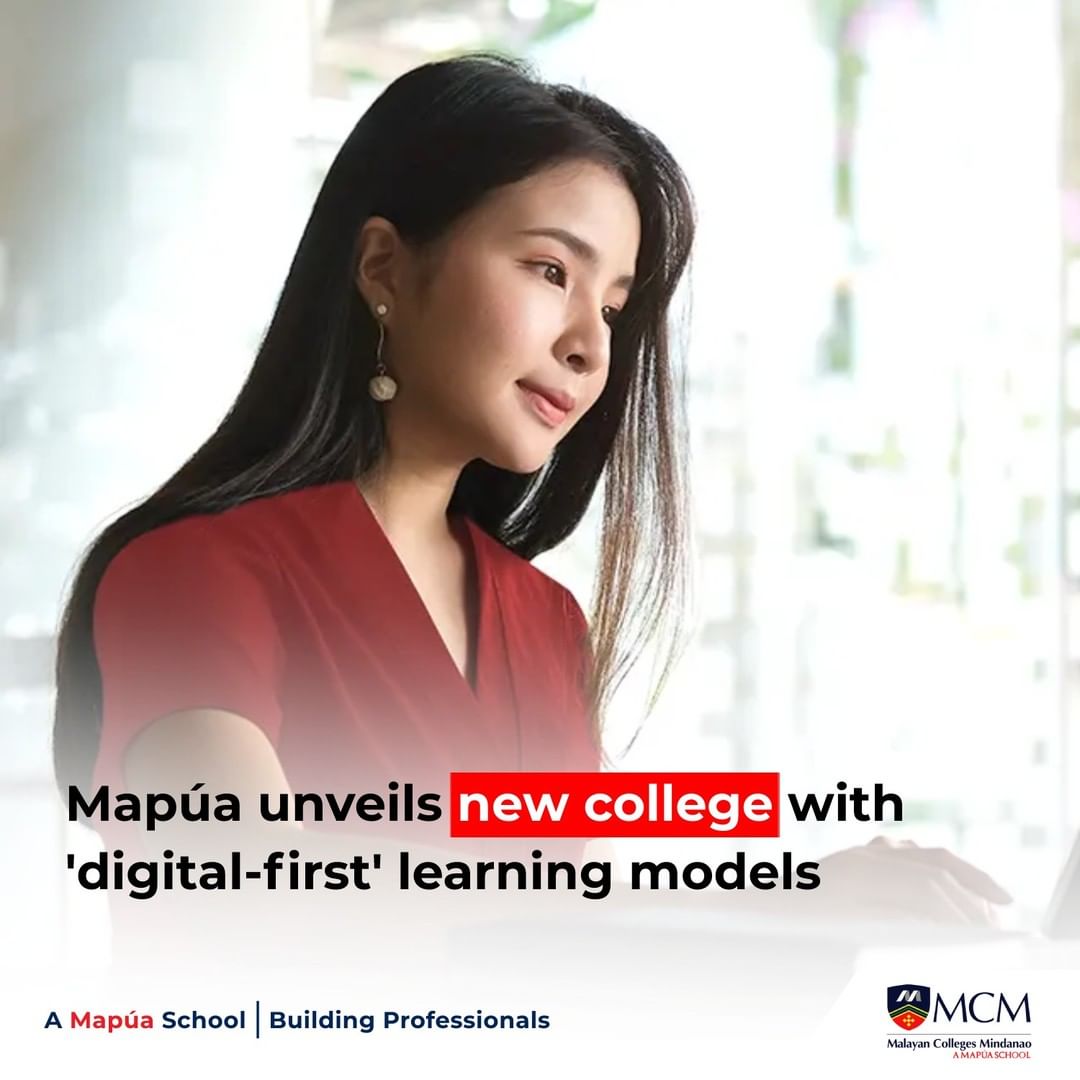 Mapúa unveils new college with
'digital-first' learning models
A Mapúa School | Building Professionals
MCM
Malayan Colleges Mindanao
A MAPÚA SCHOOL